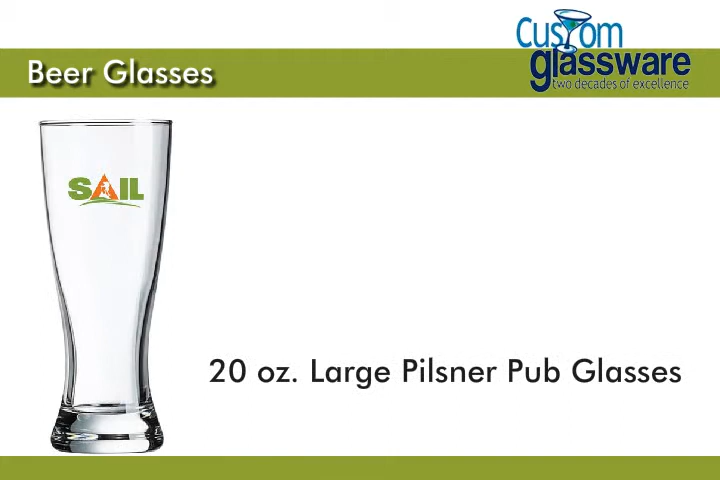 Custom
glassware
two decades of excellence
Beer Glasses
SAIL
20 oz. Large Pilsner Pub Glasses